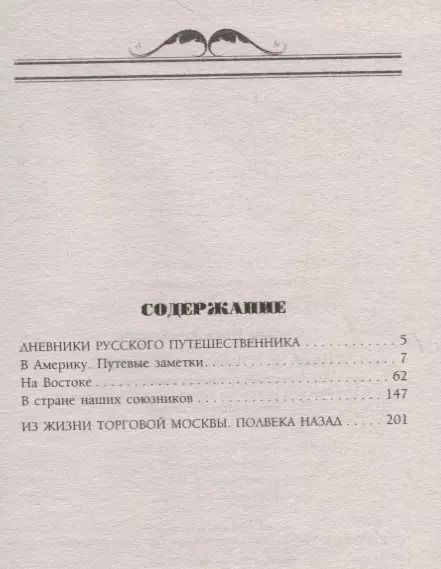 СОДЕРЖАНИЕ
ДНЕВНИКИ РУССКОГО ПУТЕШЕСТВЕННИКА . . . . . . . . . . . . 5
В Америку. Путевые заметки. . . . . . . . . . . . . . . . . . . . . . 7
На Востоке . . . . . . . . . . . . . . . . . . . . . . . . . . . . . . . . . . . 62
В стране наших союзников . . . . . . . . . . . . . . . . . . . . . 147
ИЗ ЖИЗНИ ТОРГОВОЙ МОСКВЫ. ПОЛВЕКА НАЗАД . . . . . 201